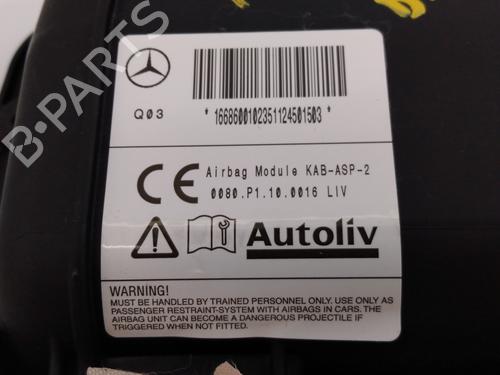 Q03
*1668600102351124501503*
CE Airbag Module KAB-ASP-2
0080.P1.10.0016 LIV
Autoliv
WARNING!
MUST BE HANDLED BY TRAINED PERSONNEL ONLY. USE ONLY AS
PASSENGER RESTRAINT-SYSTEM WITH AIRBAGS IN CARS. THE
AIRBAG UNIT CAN BECOME A DANGEROUS PROJECTILE IF
TRIGGERED WHEN NOT FITTED.
B-PARTS